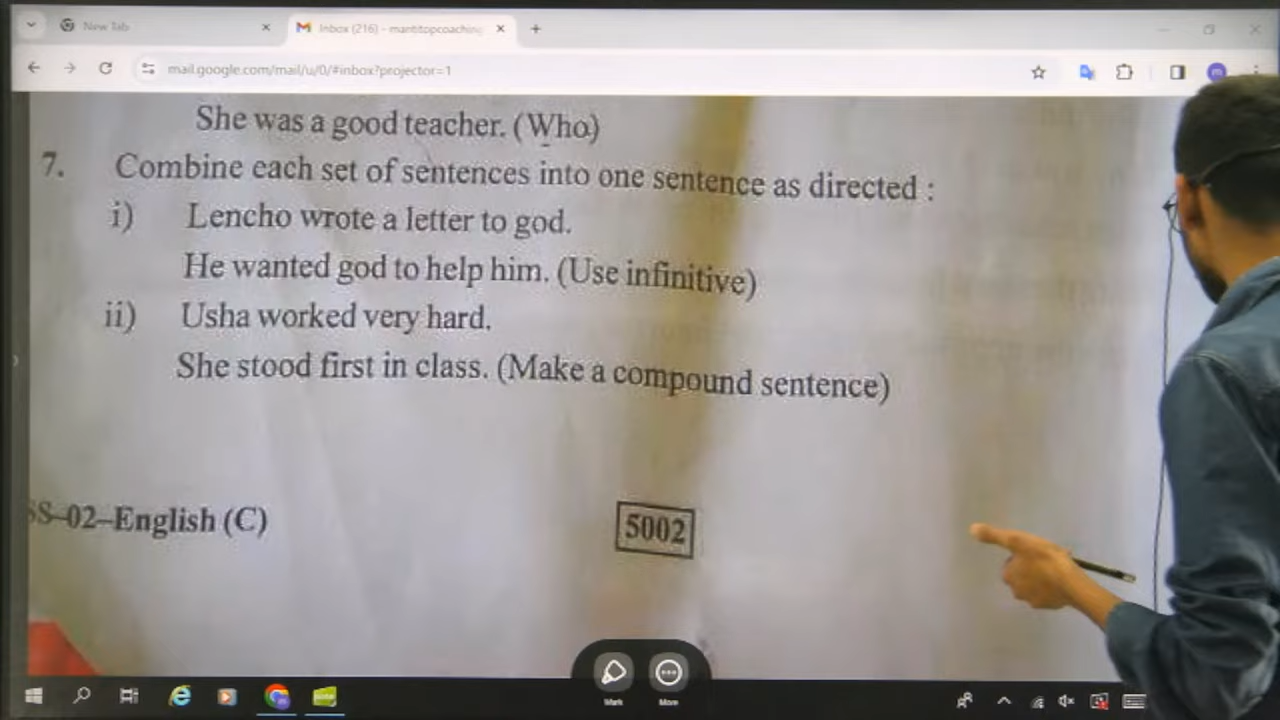 New Tab
Inbox (216) - mantitopcoaching
mail.google.com/mail/u/0/#inbox?projector=1
She was a good teacher. (Who)
7. Combine each set of sentences into one sentence as directed :
i) Lencho wrote a letter to god.
He wanted god to help him. (Use infinitive)
ii) Usha worked very hard.
She stood first in class. (Make a compound sentence)
SS-02-English (C)
5002
Mark
More